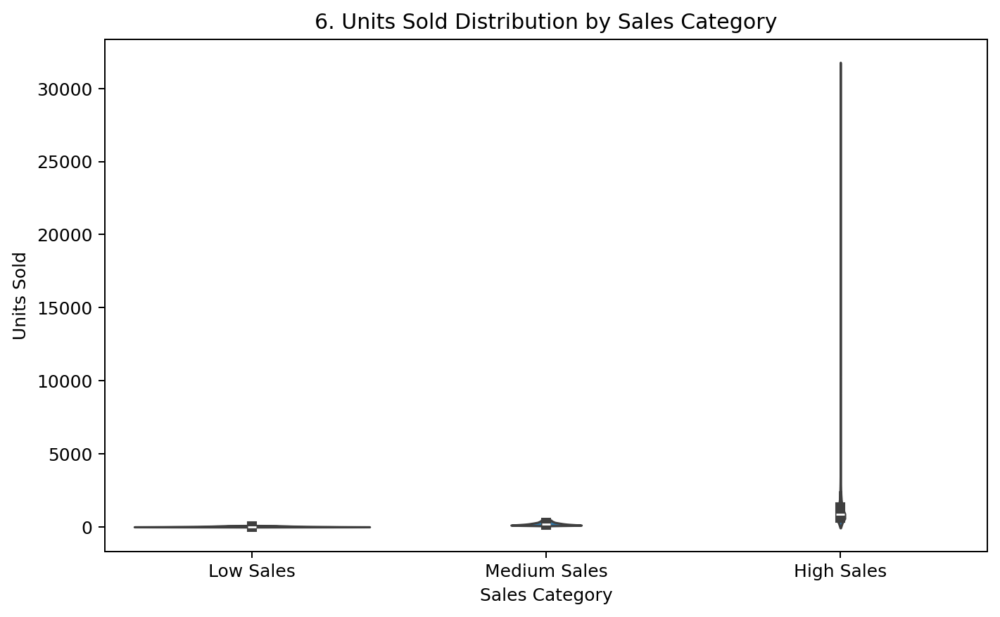 6. Units Sold Distribution by Sales Category
30000
25000
20000
15000
10000
5000
0
Units Sold
Low Sales
Medium Sales
High Sales
Sales Category